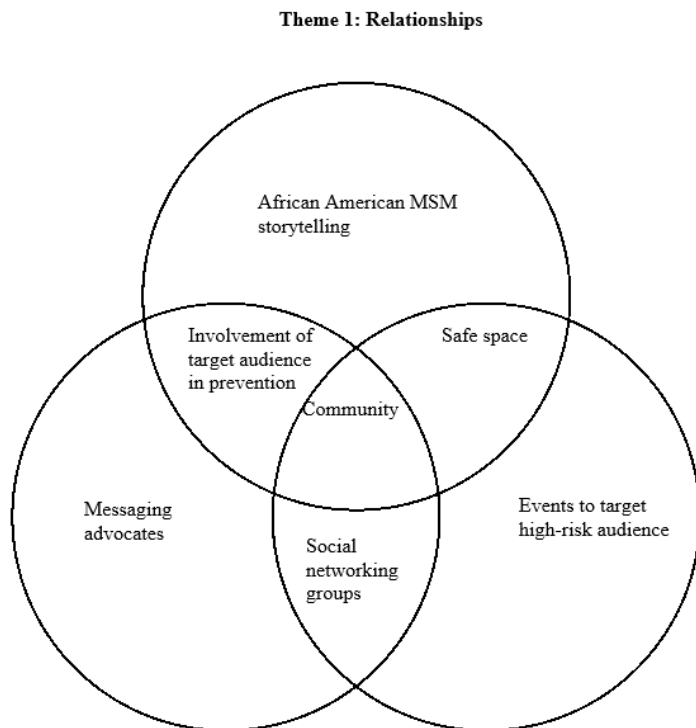 Theme 1: Relationships
African American MSM
storytelling
Involvement of
target audience
in prevention
Safe space
Community
Messaging
advocates
Events to target
high-risk audience
Social
networking
groups